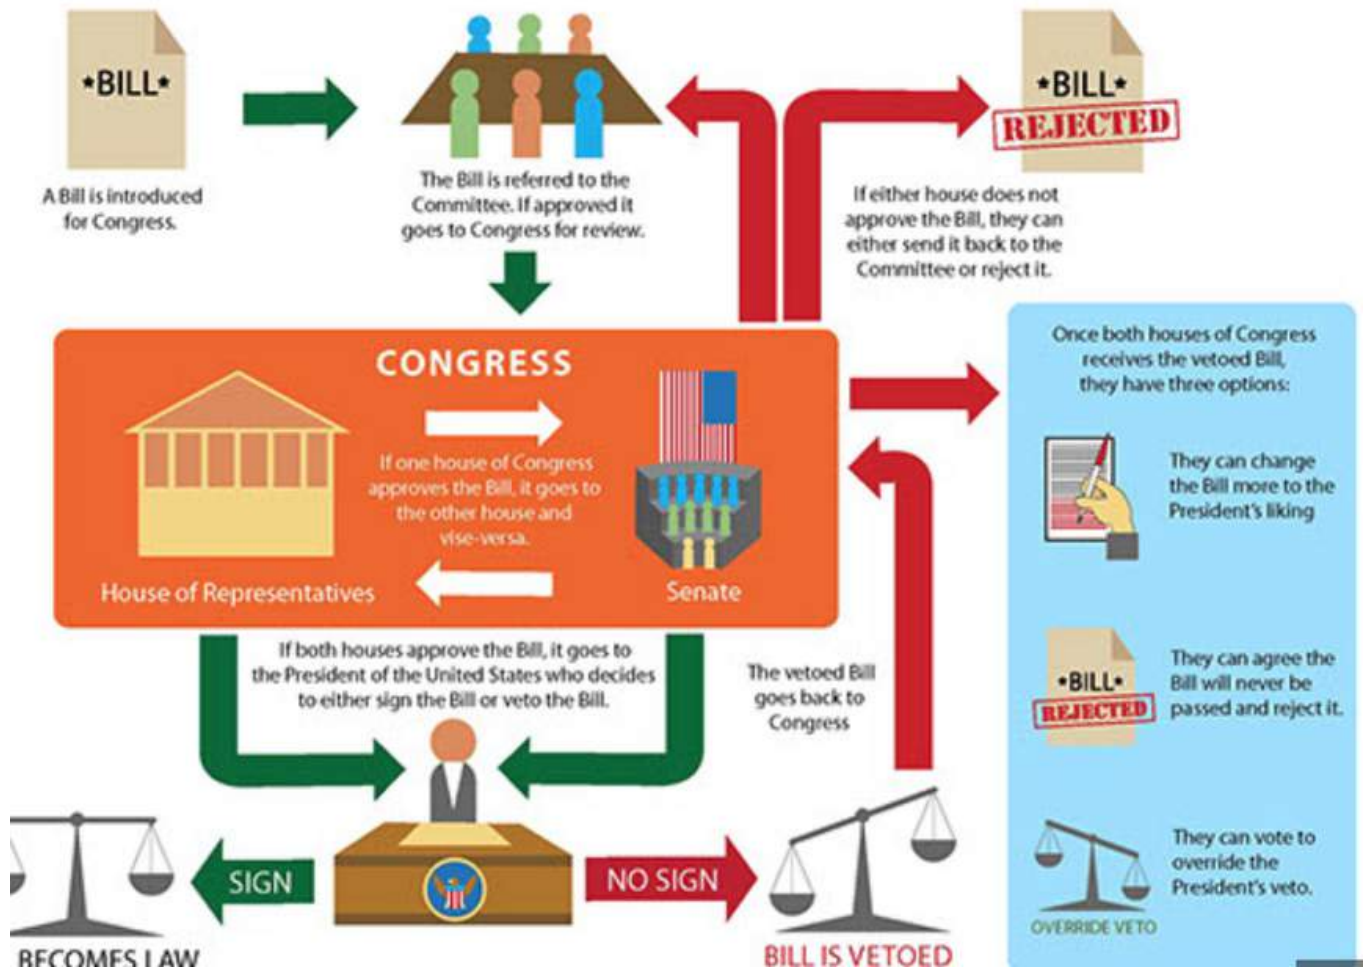 *BILL*
A Bill is introduced
for Congress.
The Bill is referred to the
Committee. If approved it
goes to Congress for review.
*BILL*
REJECTED
If either house does not
approve the Bill, they can
either send it back to the
Committee or reject it.
CONGRESS
If one house of Congress
approves the Bill, it goes to
the other house and
vise-versa.
House of Representatives
Senate
If both houses approve the Bill, it goes to
the President of the United States who decides
to either sign the Bill or veto the Bill.
The vetoed Bill
goes back to
Congress
SIGN
NO SIGN
BECOMES LAW
BILL IS VETOED
Once both houses of Congress
receives the vetoed Bill,
they have three options:
They can change
the Bill more to the
President's liking
*BILL*
REJECTED
They can agree the
Bill will never be
passed and reject it.
They can vote to
override the
President's veto.
OVERRIDE VETO